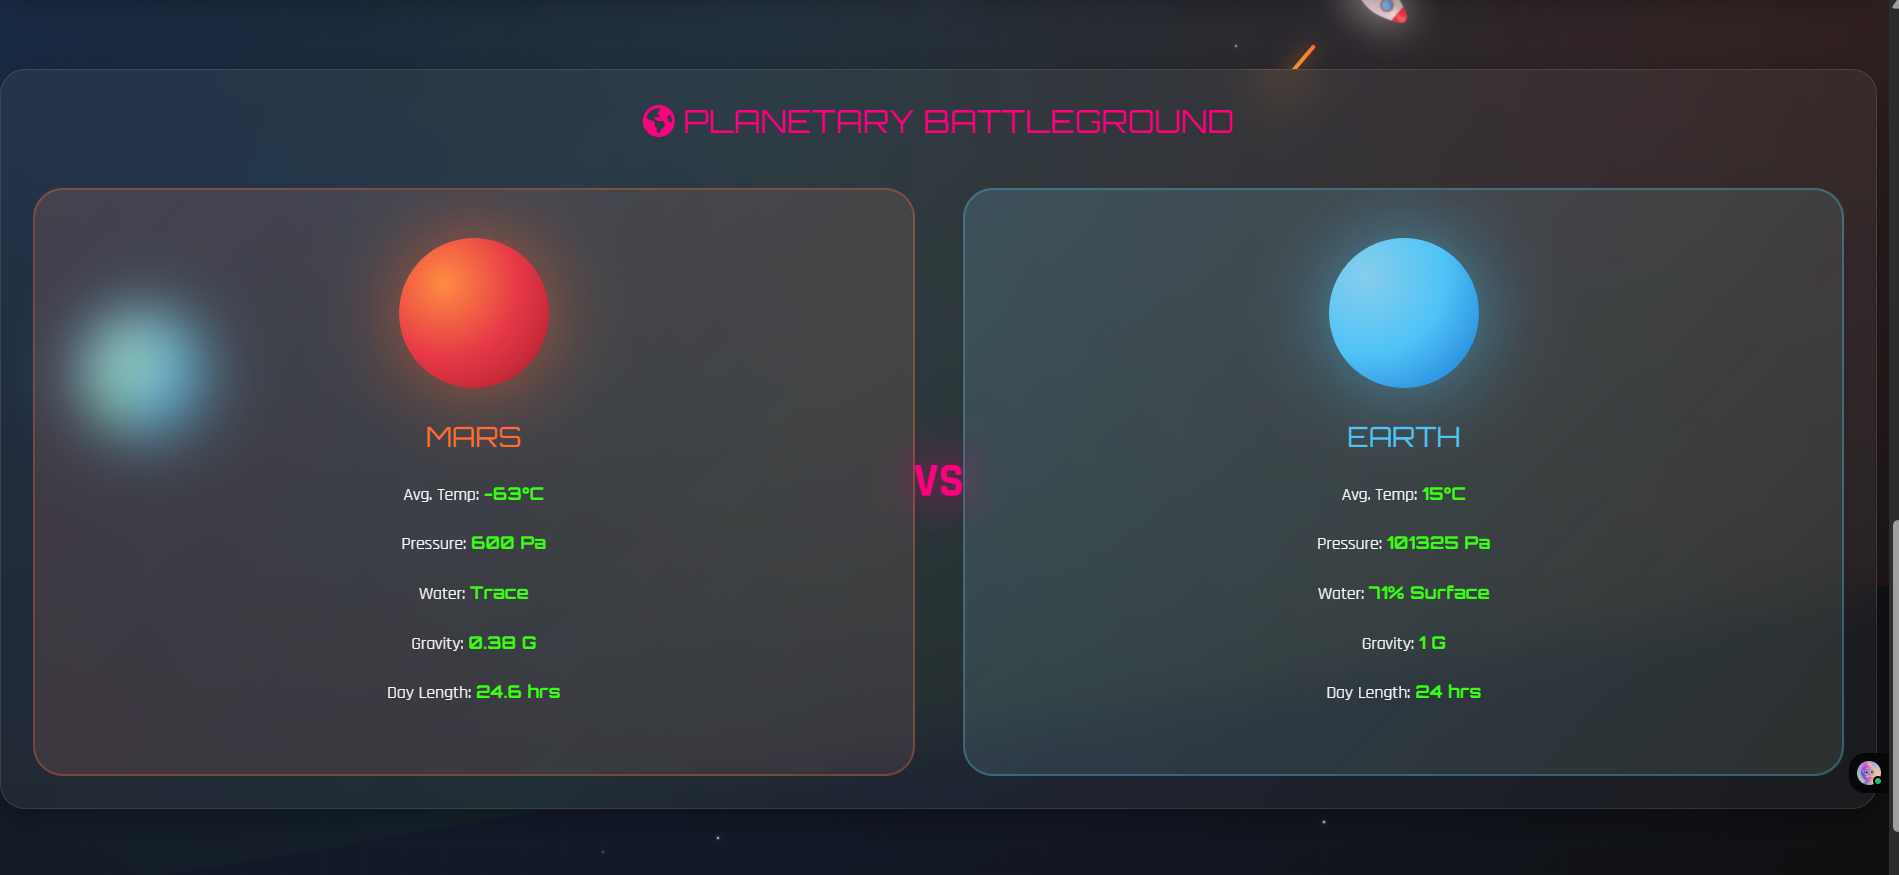 PLANETARY BATTLEGROUND
MARS
Avg. Temp: -63°C
Pressure: 600 Pa
Water: Trace
Gravity: 0.38 G
Day Length: 24.6 hrs
VS
EARTH
Avg. Temp: 15°C
Pressure: 101325 Pa
Water: 71% Surface
Gravity: 1 G
Day Length: 24 hrs